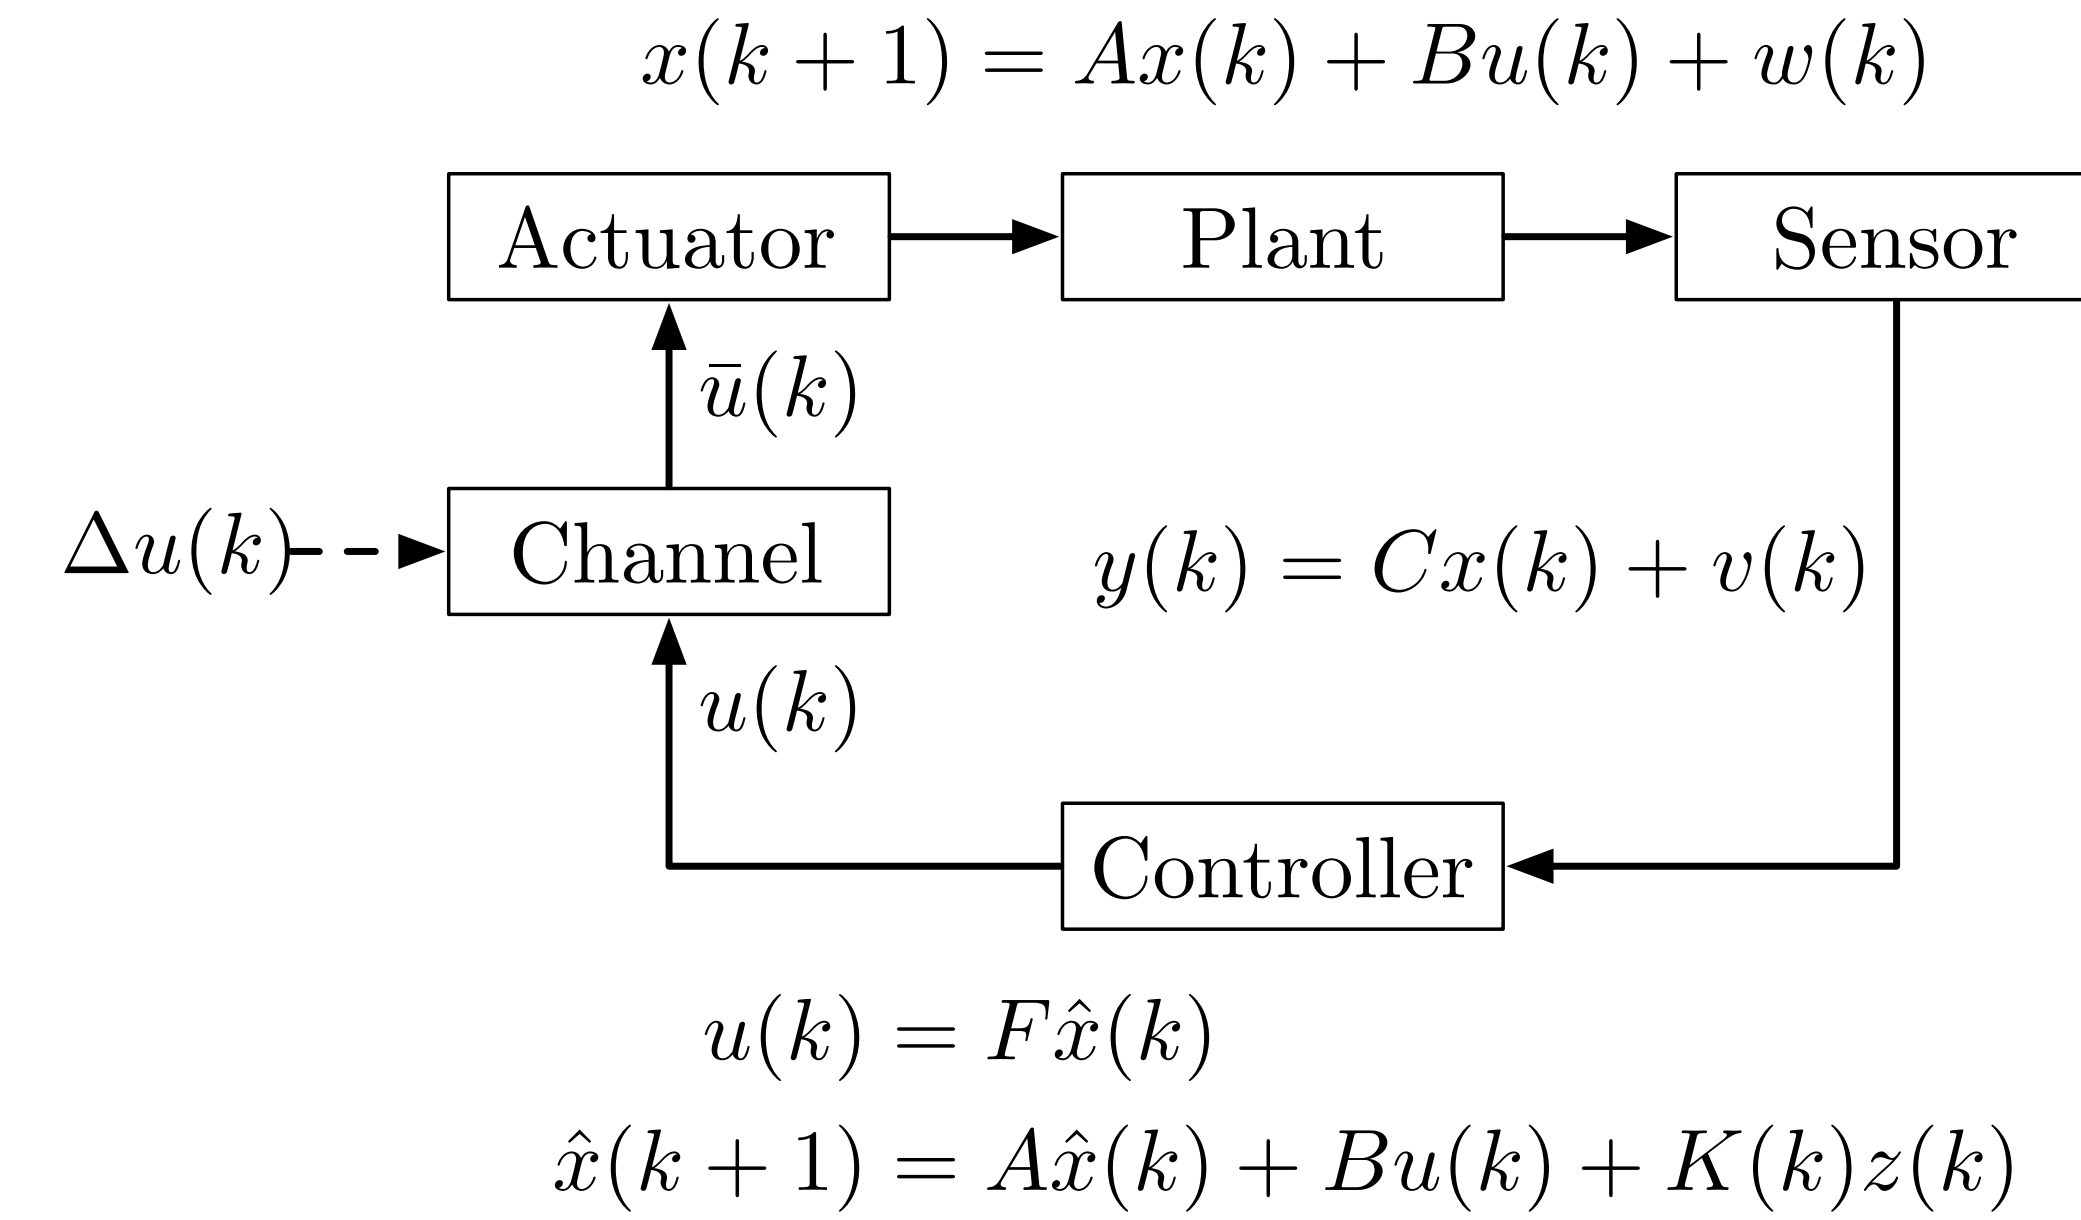 x(k + 1) = Ax(k) + Bu(k) + w(k)
Actuator
Plant
Sensor
ū(k)
Δu(k)
Channel
y(k) = Cx(k) + v(k)
u(k)
Controller
u(k) = Fx̂(k)
x̂(k + 1) = Ax̂(k) + Bu(k) + K(k)z(k)